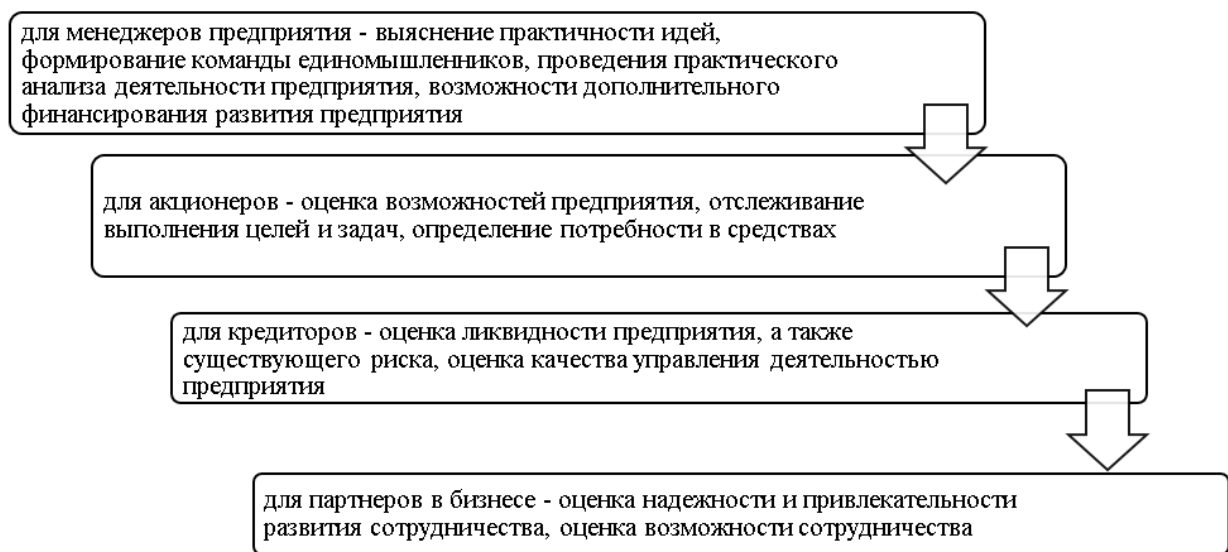 для менеджеров предприятия - выяснение практичности идей,
формирование команды единомышленников, проведения практического
анализа деятельности предприятия, возможности дополнительного
финансирования развития предприятия
для акционеров - оценка возможностей предприятия, отслеживание
выполнения целей и задач, определение потребности в средствах
для кредиторов - оценка ликвидности предприятия, а также
существующего риска, оценка качества управления деятельностью
предприятия
для партнеров в бизнесе - оценка надежности и привлекательности
развития сотрудничества, оценка возможности сотрудничества